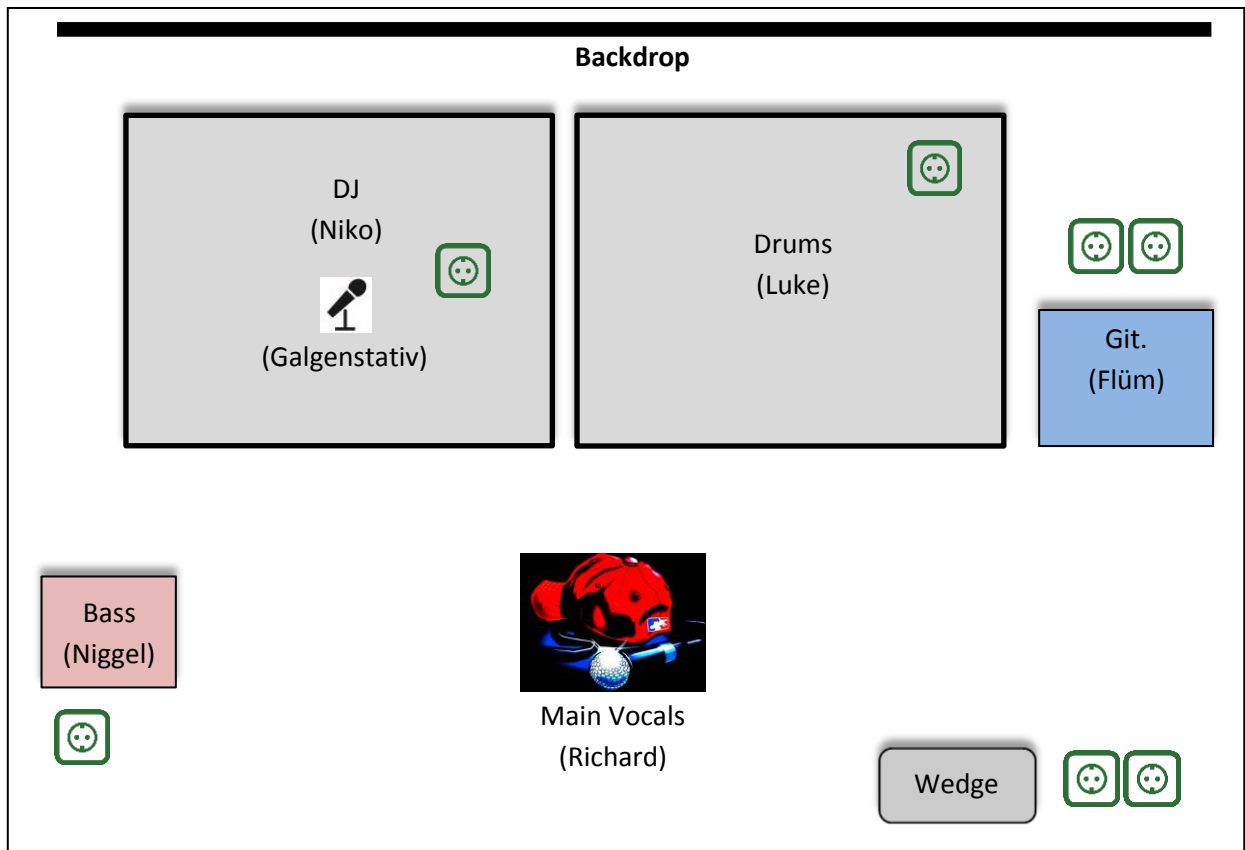 Backdrop
DJ
(Niko)
(Galgenstativ)
Drums
(Luke)
Git.
(Flüm)
Bass
(Niggel)
Main Vocals
(Richard)
Wedge